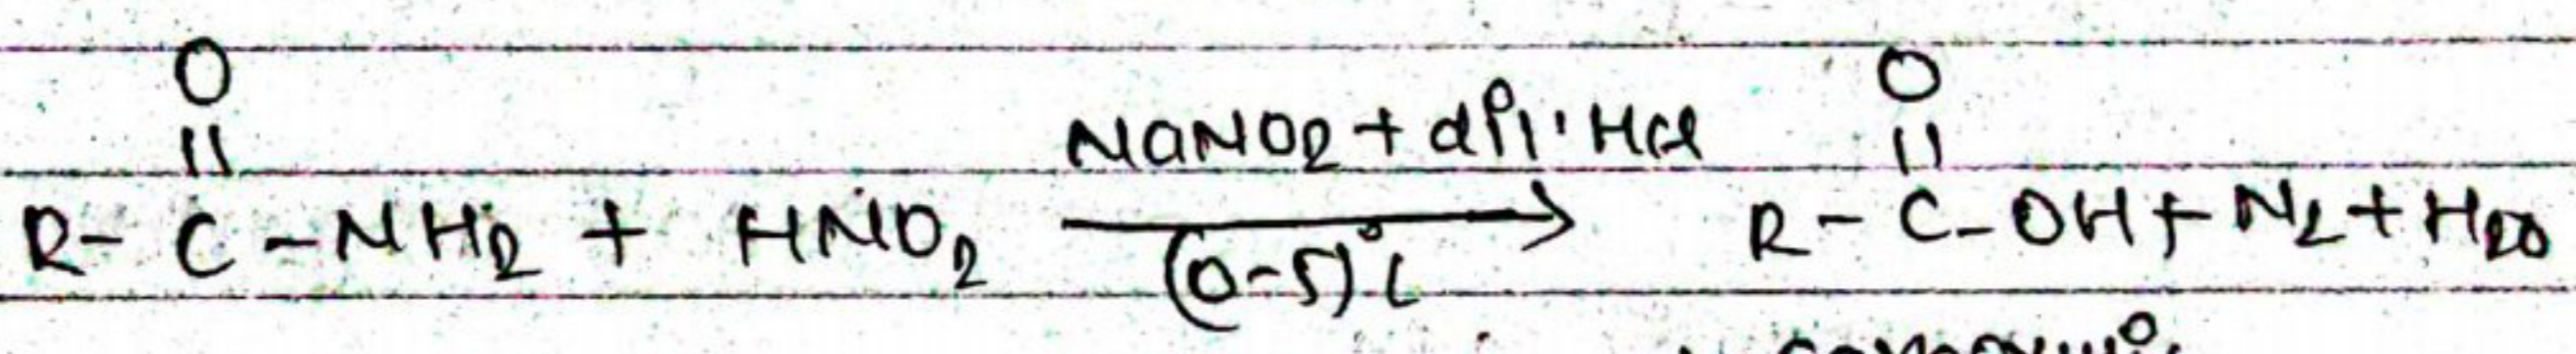 O O
|| NaNO2 + dil. HCl ||
R - C - NH2 + HNO2 → R - C - OH + N2 + H2O
(0-5)°C